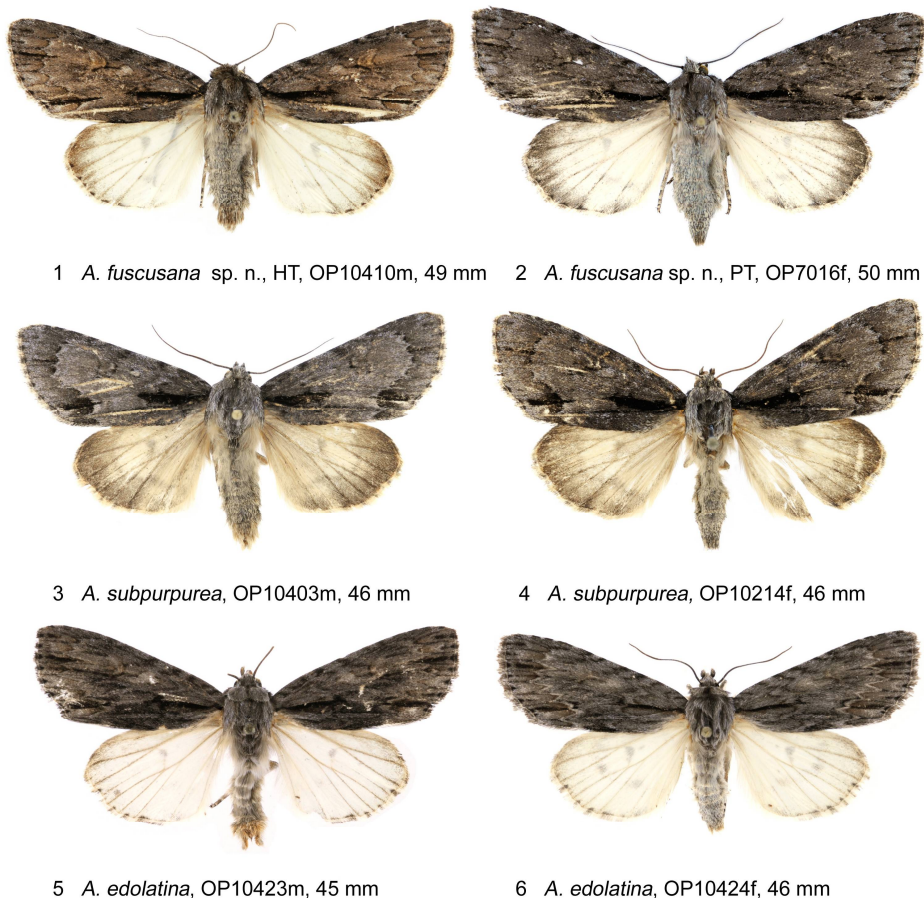 1 A. fuscusana sp. n., HT, OP10410m, 49 mm
2 A. fuscusana sp. n., PT, OP7016f, 50 mm
3 A. subpurpurea, OP10403m, 46 mm
4 A. subpurpurea, OP10214f, 46 mm
5 A. edolatina, OP10423m, 45 mm
6 A. edolatina, OP10424f, 46 mm